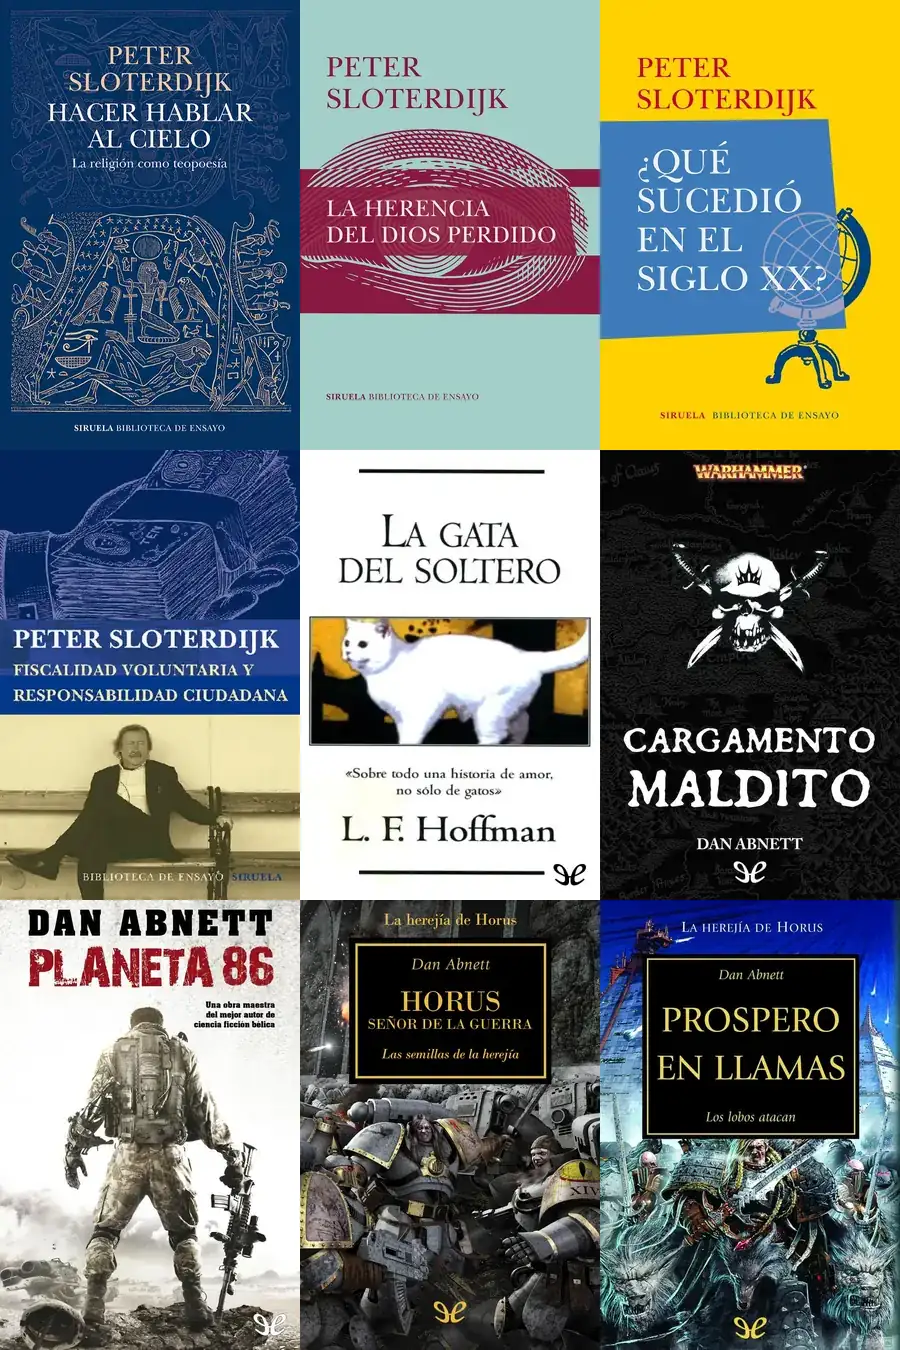 PETER
SLOTERDIJK
HACER HABLAR
AL CIELO
La religión como teopoesía
SIRUELA BIBLIOTECA DE ENSAYO
PETER
SLOTERDIJK
LA HERENCIA
DEL DIOS PERDIDO
SIRUELA BIBLIOTECA DE ENSAYO
PETER
SLOTERDIJK
¿QUÉ
SUCEDIÓ
EN EL
SIGLO XX?
SIRUELA BIBLIOTECA DE ENSAYO
PETER SLOTERDIJK
FISCALIDAD VOLUNTARIA Y
RESPONSABILIDAD CIUDADANA
BIBLIOTECA DE ENSAYO SIRUELA
LA GATA
DEL SOLTERO
«Sobre todo una historia de amor,
no sólo de gatos»
L. F. Hoffman
WARHAMMER
CARGAMENTO
MALDITO
DAN ABNETT
DAN ABNETT
PLANETA 86
Una obra maestra
del mejor autor de
ciencia ficción bélica
La herejía de Horus
Dan Abnett
HORUS
SEÑOR DE LA GUERRA
Las semillas de la herejía
XVI
LA HEREJÍA DE HORUS
Dan Abnett
PROSPERO
EN LLAMAS
Los lobos atacan